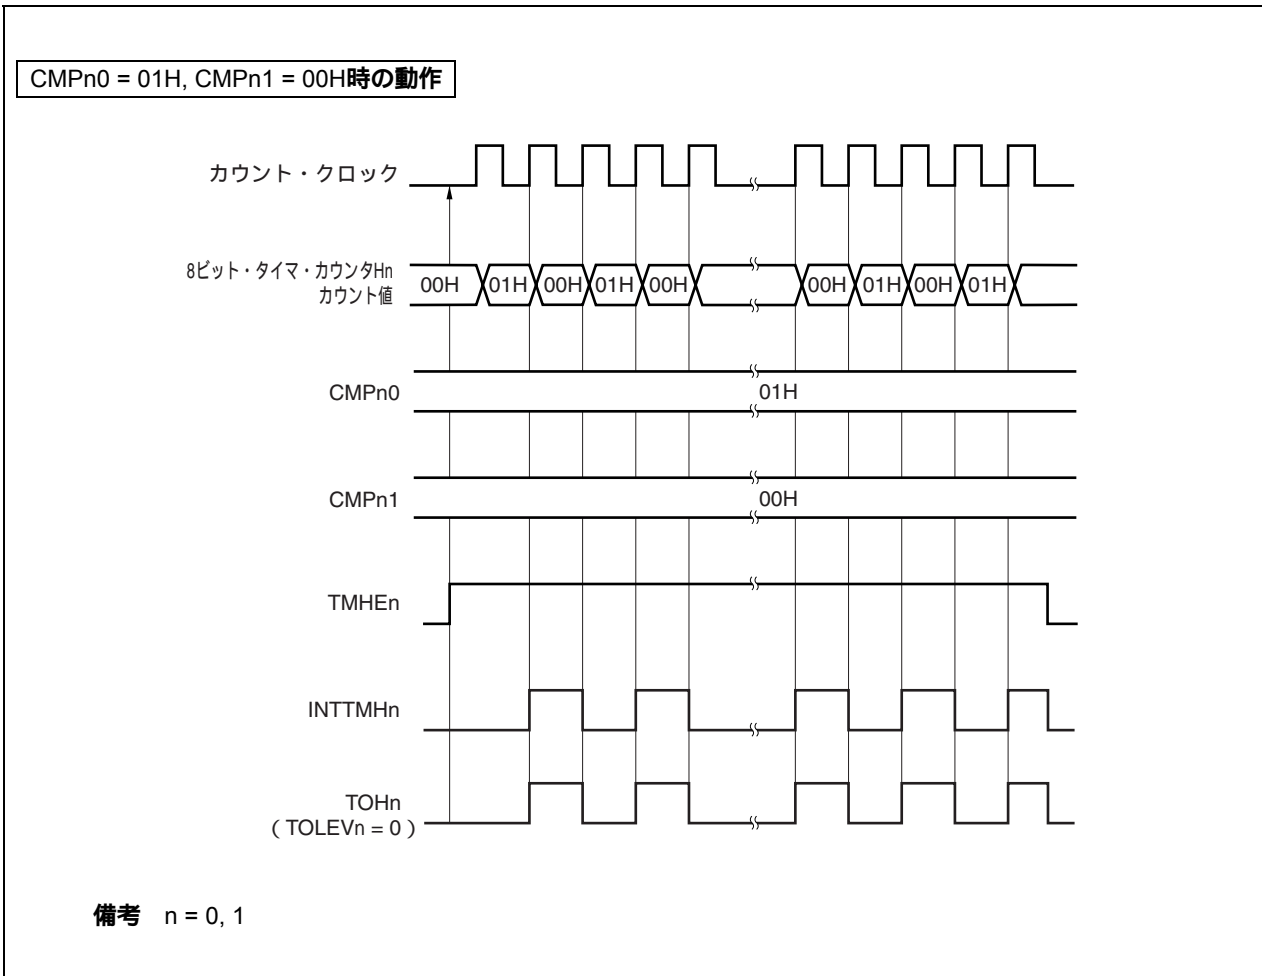 CMPn0 = 01H, CMPn1 = 00H時の動作
カウント・クロック
8ビット・タイマ・カウンタHn
カウント値
00H 01H 00H 01H 00H 00H 01H 00H 01H
CMPn0
01H
CMPn1
00H
TMHEn
INTTMHn
TOHn
（TOLEVn = 0）
備考 n = 0, 1